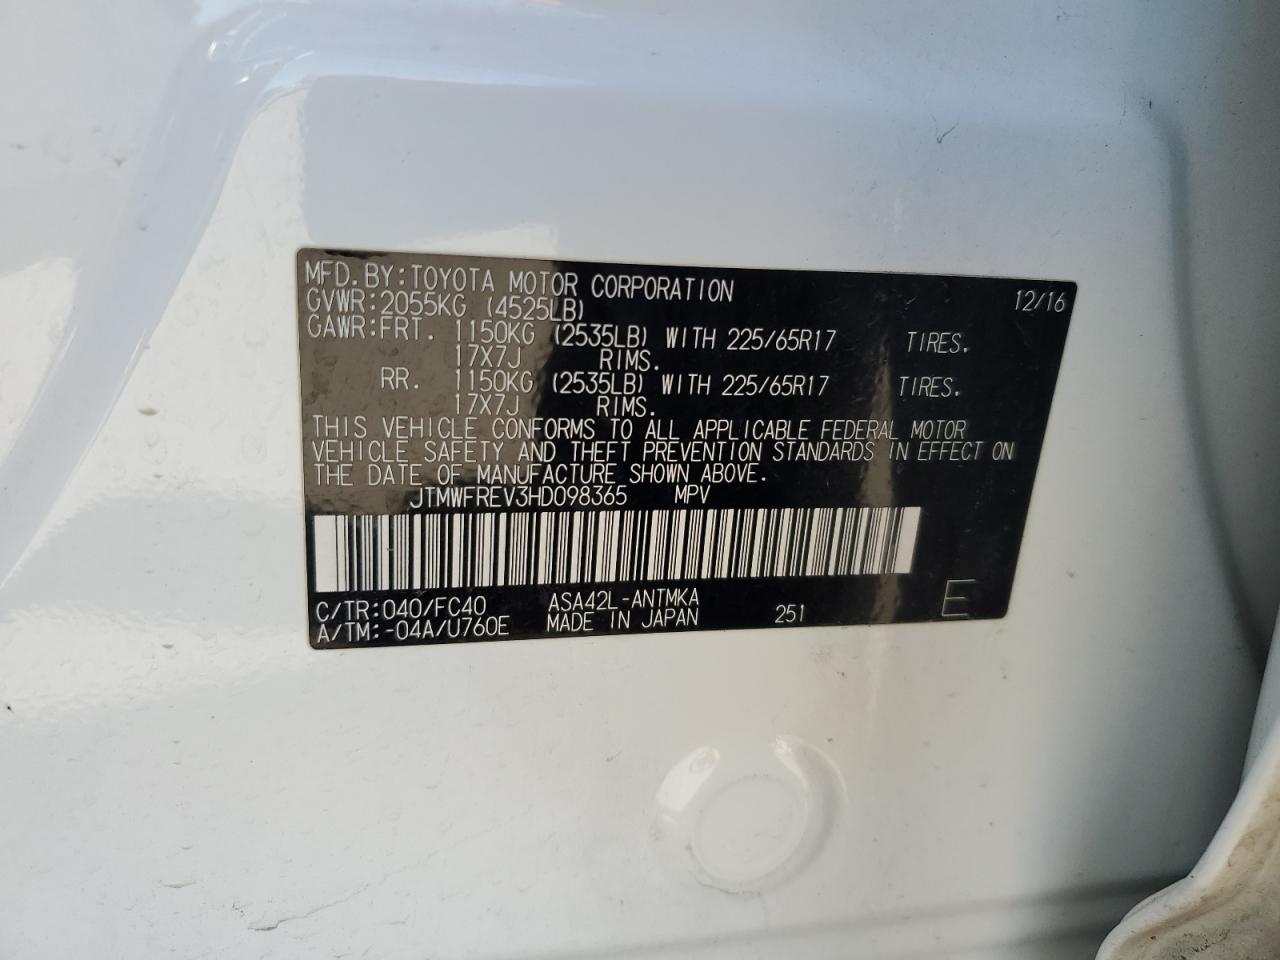 MFD. BY: TOYOTA MOTOR CORPORATION 12/16
GVWR: 2055KG (4525LB)
GAWR: FRT. 1150KG (2535LB) WITH 225/65R17 TIRES.
17X7J RIMS.
RR. 1150KG (2535LB) WITH 225/65R17 TIRES.
17X7J RIMS.
THIS VEHICLE CONFORMS TO ALL APPLICABLE FEDERAL MOTOR
VEHICLE SAFETY AND THEFT PREVENTION STANDARDS IN EFFECT ON
THE DATE OF MANUFACTURE SHOWN ABOVE.
JTMWFREV3HD098365 MPV
C/TR: 040/FC40 ASA42L-ANTMKA
A/TM: -04A/U760E MADE IN JAPAN 251 E